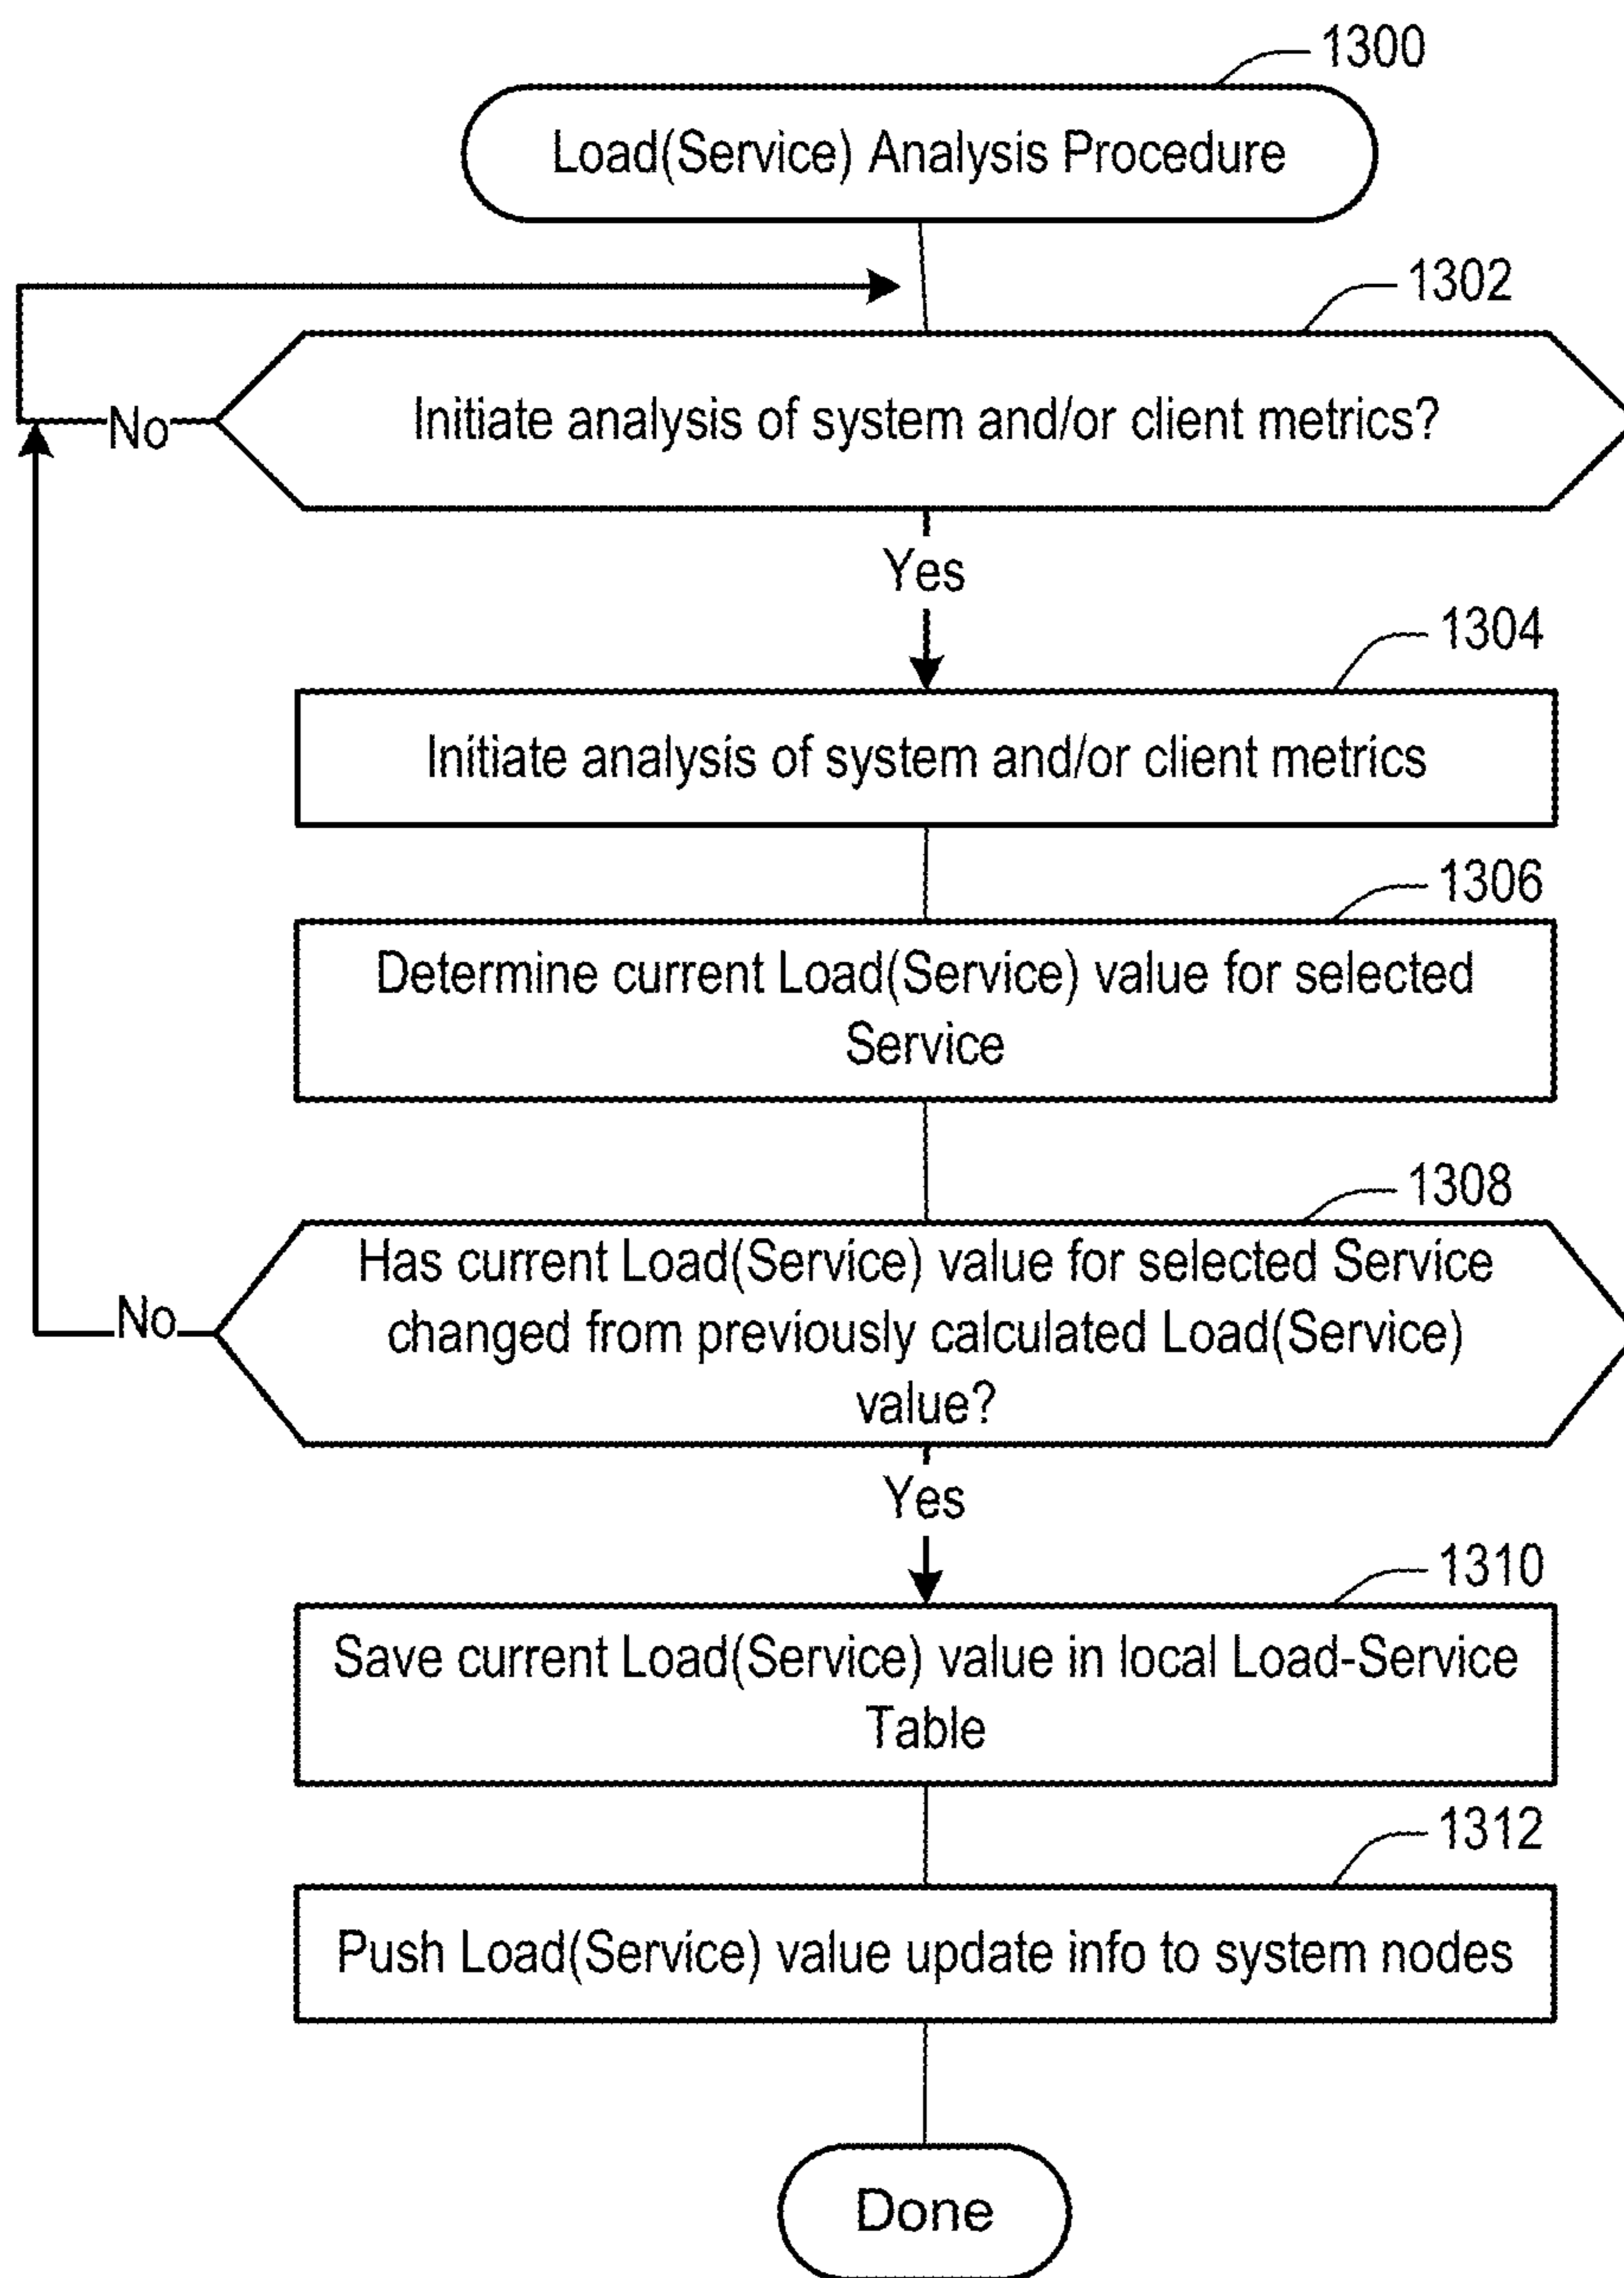 1300
Load(Service) Analysis Procedure
1302
Initiate analysis of system and/or client metrics?
No
Yes
1304
Initiate analysis of system and/or client metrics
1306
Determine current Load(Service) value for selected
Service
1308
Has current Load(Service) value for selected Service
changed from previously calculated Load(Service)
value?
No
Yes
1310
Save current Load(Service) value in local Load-Service
Table
1312
Push Load(Service) value update info to system nodes
Done